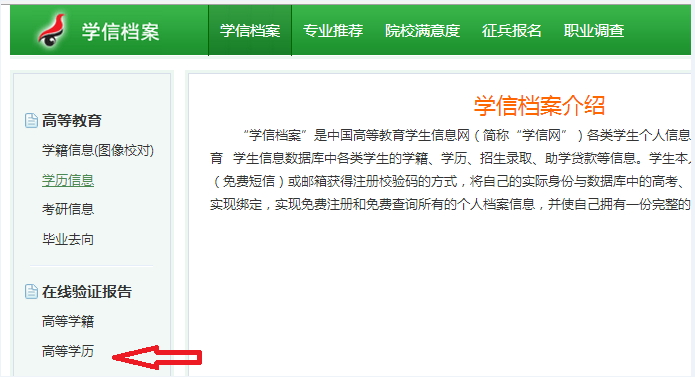 学信档案
学信档案 专业推荐 院校满意度 征兵报名 职业调查
高等教育
学籍信息(图像校对)
学历信息
考研信息
毕业去向
在线验证报告
高等学籍
高等学历
学信档案介绍
“学信档案”是中国高等教育学生信息网（简称“学信网”）各类学生个人信息
育 学生信息数据库中各类学生的学籍、学历、招生录取、助学贷款等信息。学生本人
（免费短信）或邮箱获得注册校验码的方式，将自己的实际身份与数据库中的高考、
实现绑定，实现免费注册和免费查询所有的个人档案信息，并使自己拥有一份完整的